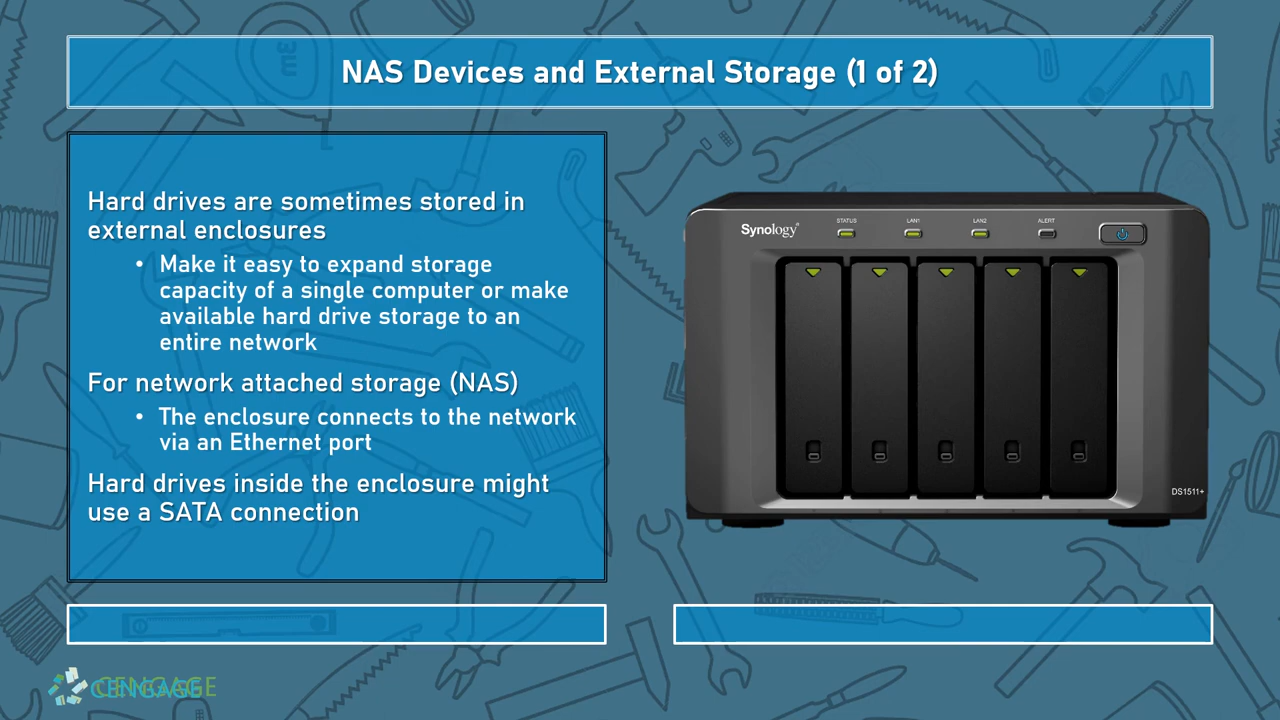 NAS Devices and External Storage (1 of 2)
Hard drives are sometimes stored in
external enclosures
• Make it easy to expand storage
capacity of a single computer or make
available hard drive storage to an
entire network
For network attached storage (NAS)
• The enclosure connects to the network
via an Ethernet port
Hard drives inside the enclosure might
use a SATA connection
Synology
STATUS
LAN1
LAN2
ALERT
DS1511+
CENGAGE